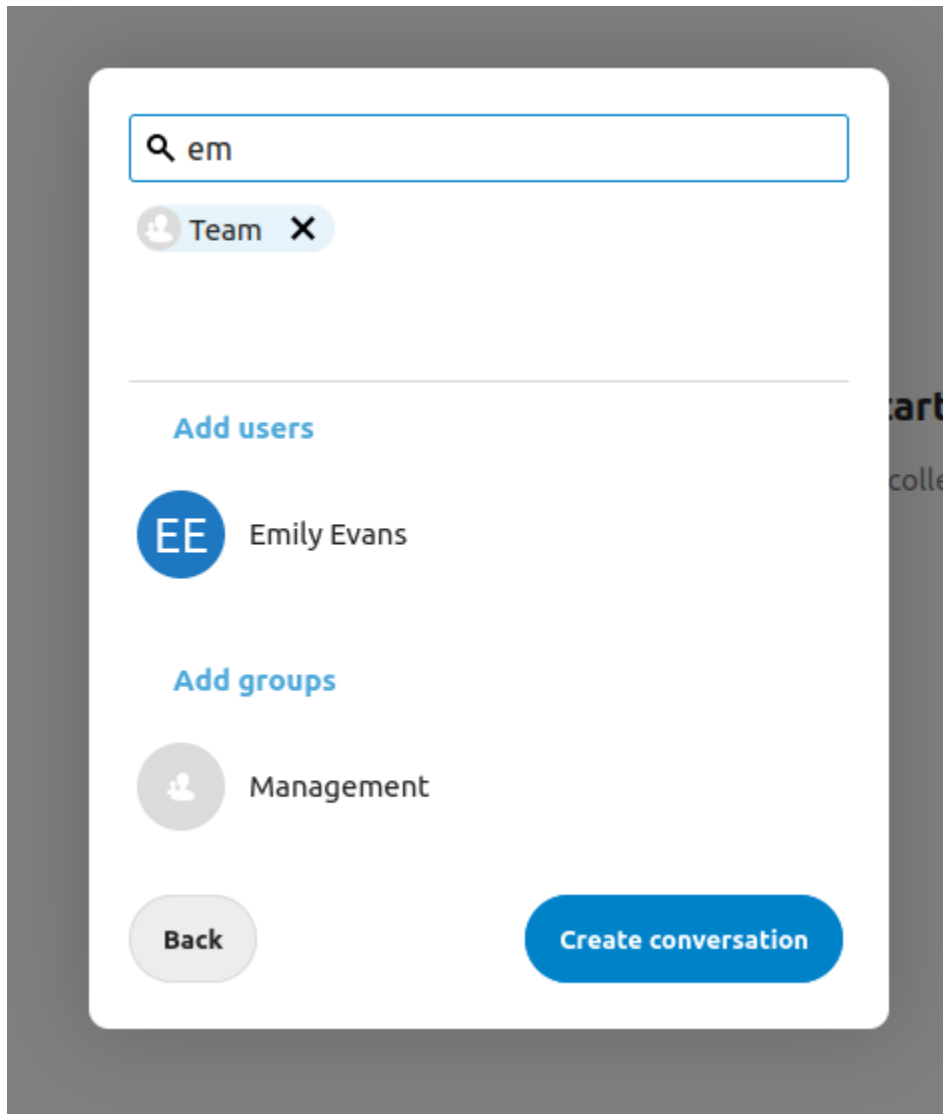 em
Team
Add users
EE Emily Evans
Add groups
Management
Back Create conversation